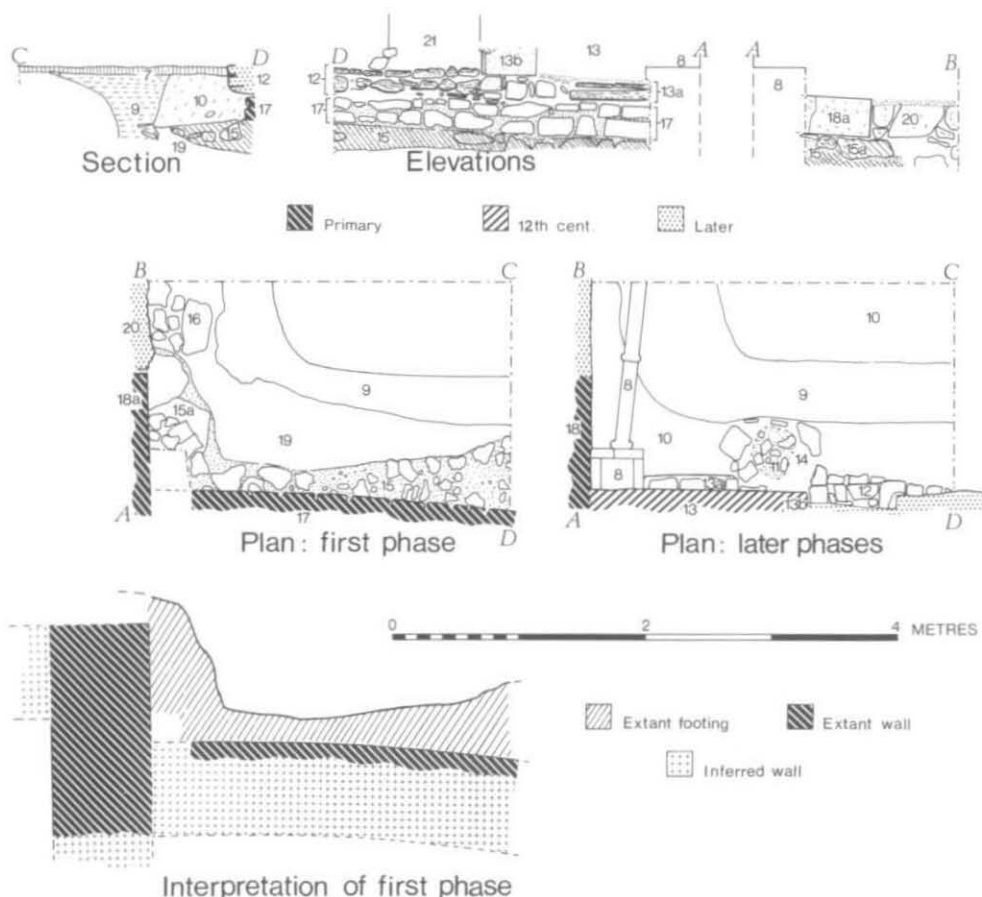 C D D 21 13b 13 8 A A B
7 12 12 8
9 10 17 17 13a 18a 20
19 15 15 17 15 15a
Section Elevations
Primary 12th cent. Later
B C B C
20 16 10
18a 15a 9 8 9
19 18 10 14
15 8 13a 11 12
A 17 D A 13 13b D
Plan: first phase Plan: later phases
0 2 4 METRES
Extant footing Extant wall
Inferred wall
Interpretation of first phase